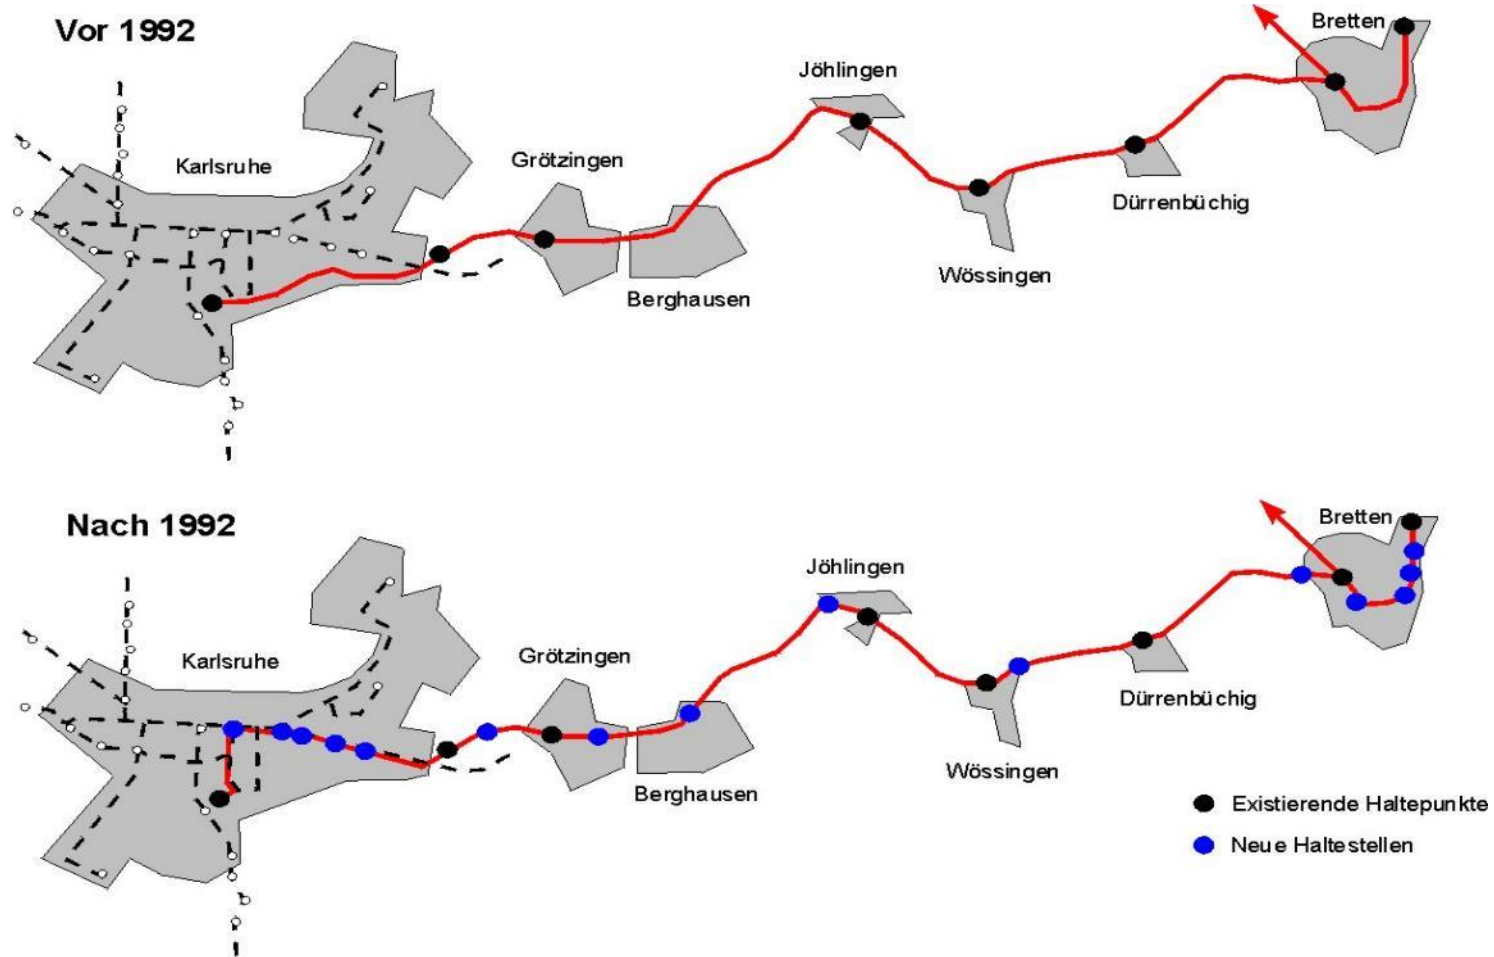 Vor 1992
Bretten
Jöhlingen
Karlsruhe
Grötzingen
Dürrenbüchig
Wössingen
Berghausen
Nach 1992
Bretten
Jöhlingen
Karlsruhe
Grötzingen
Dürrenbüchig
Wössingen
Berghausen
Existierende Haltepunkte
Neue Haltestellen